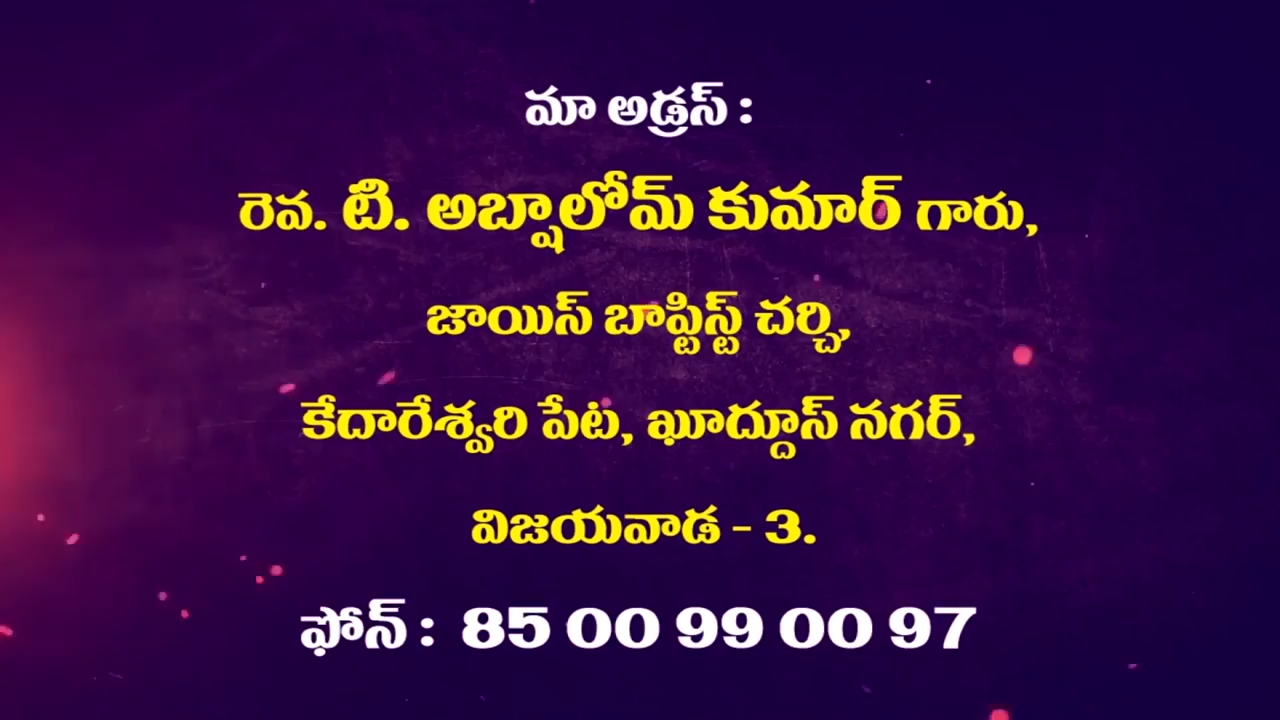 మా అడ్రస్ :
రెవ. టి. అబ్షాలోమ్ కుమార్ గారు,
జాయిస్ బాప్టిస్ట్ చర్చి,
కేదారేశ్వరి పేట, ఖూద్దూస్ నగర్,
విజయవాడ - 3.
ఫోన్ : 85 00 99 00 97